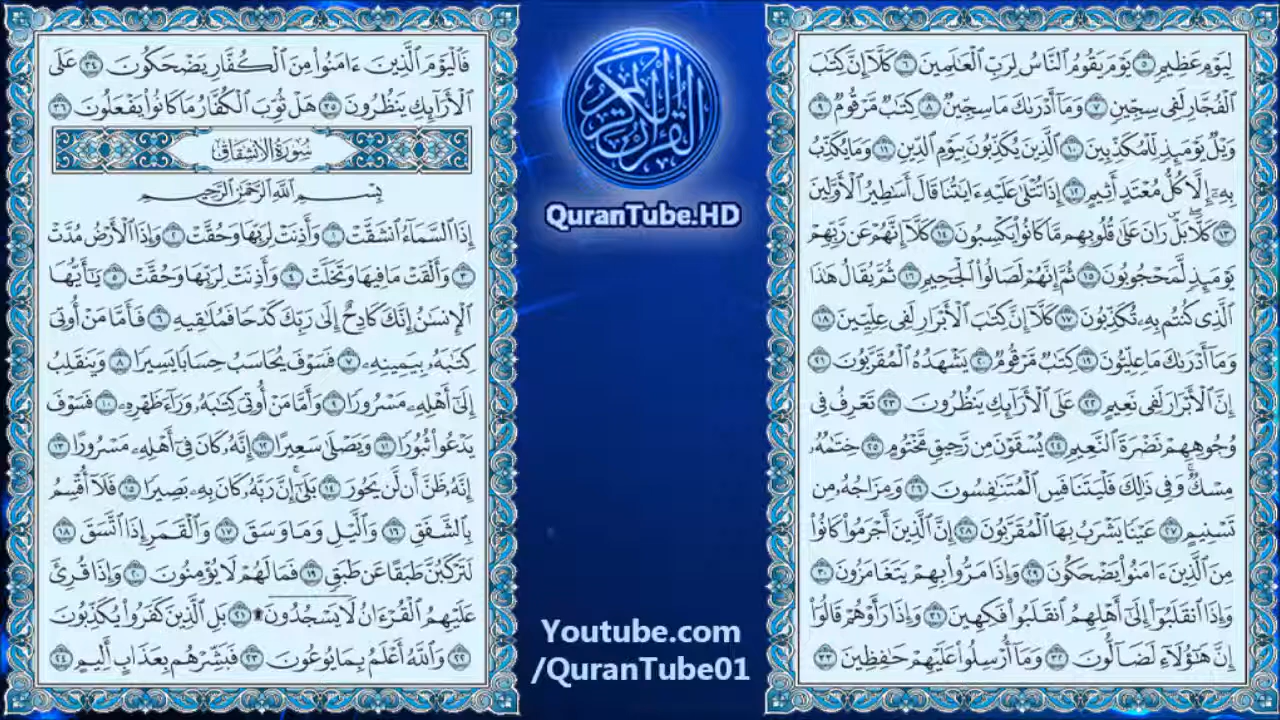 لِيَوْمٍ عَظِيمٍ ٥ يَوْمَ يَقُومُ ٱلنَّاسُ لِرَبِّ ٱلْعَٰلَمِينَ ٦ كَلَّآ إِنَّ كِتَٰبَ
ٱلْفُجَّارِ لَفِى سِجِّينٍ ٧ وَمَآ أَدْرَىٰكَ مَا سِجِّينٌ ٨ كِتَٰبٌ مَّرْقُومٌ ٩
وَيْلٌ يَوْمَئِذٍ لِّلْمُكَذِّبِينَ ١٠ ٱلَّذِينَ يُكَذِّبُونَ بِيَوْمِ ٱلدِّينِ ١١ وَمَا يُكَذِّبُ
بِهِۦٓ إِلَّا كُلُّ مُعْتَدٍ أَثِيمٍ ١٢ إِذَا تُتْلَىٰ عَلَيْهِ ءَايَٰتُنَا قَالَ أَسَٰطِيرُ ٱلْأَوَّلِينَ
١٣ كَلَّا ۖ بَلْ ۜ رَانَ عَلَىٰ قُلُوبِهِم مَّا كَانُوا۟ يَكْسِبُونَ ١٤ كَلَّآ إِنَّهُمْ عَن رَّبِّهِمْ
يَوْمَئِذٍ لَّمَحْجُوبُونَ ١٥ ثُمَّ إِنَّهُمْ لَصَالُوا۟ ٱلْجَحِيمِ ١٦ ثُمَّ يُقَالُ هَٰذَا
ٱلَّذِى كُنتُم بِهِۦ تُكَذِّبُونَ ١٧ كَلَّآ إِنَّ كِتَٰبَ ٱلْأَبْرَارِ لَفِى عِلِّيِّينَ ١٨
وَمَآ أَدْرَىٰكَ مَا عِلِّيُّونَ ١٩ كِتَٰبٌ مَّرْقُومٌ ٢٠ يَشْهَدُهُ ٱلْمُقَرَّبُونَ ٢١
إِنَّ ٱلْأَبْرَارَ لَفِى نَعِيمٍ ٢٢ عَلَى ٱلْأَرَآئِكِ يَنظُرُونَ ٢٣ تَعْرِفُ فِى
وُجُوهِهِمْ نَضْرَةَ ٱلنَّعِيمِ ٢٤ يُسْقَوْنَ مِن رَّحِيقٍ مَّخْتُومٍ ٢٥ خِتَٰمُهُۥ
مِسْكٌ ۚ وَفِى ذَٰلِكَ فَلْيَتَنَافَسِ ٱلْمُتَنَٰفِسُونَ ٢٦ وَمِزَاجُهُۥ مِن
تَسْنِيمٍ ٢٧ عَيْنًا يَشْرَبُ بِهَا ٱلْمُقَرَّبُونَ ٢٨ إِنَّ ٱلَّذِينَ أَجْرَمُوا۟ كَانُوا۟
مِنَ ٱلَّذِينَ ءَامَنُوا۟ يَضْحَكُونَ ٢٩ وَإِذَا مَرُّوا۟ بِهِمْ يَتَغَامَزُونَ ٣٠
وَإِذَا ٱنقَلَبُوٓا۟ إِلَىٰٓ أَهْلِهِمُ ٱنقَلَبُوا۟ فَكِهِينَ ٣١ وَإِذَا رَأَوْهُمْ قَالُوٓا۟
إِنَّ هَٰٓؤُلَآءِ لَضَآلُّونَ ٣٢ وَمَآ أُرْسِلُوا۟ عَلَيْهِمْ حَٰفِظِينَ ٣٣
القرآن الكريم
QuranTube.HD
Youtube.com
/QuranTube01
فَٱلْيَوْمَ ٱلَّذِينَ ءَامَنُوا۟ مِنَ ٱلْكُفَّارِ يَضْحَكُونَ ٣٤ عَلَى
ٱلْأَرَآئِكِ يَنظُرُونَ ٣٥ هَلْ ثُوِّبَ ٱلْكُفَّارُ مَا كَانُوا۟ يَفْعَلُونَ ٣٦
سُورَةُ الانشِقَاقِ
بِسْمِ ٱللَّهِ ٱلرَّحْمَٰنِ ٱلرَّحِيمِ
إِذَا ٱلسَّمَآءُ ٱنشَقَّتْ ١ وَأَذِنَتْ لِرَبِّهَا وَحُقَّتْ ٢ وَإِذَا ٱلْأَرْضُ مُدَّتْ
٣ وَأَلْقَتْ مَا فِيهَا وَتَخَلَّتْ ٤ وَأَذِنَتْ لِرَبِّهَا وَحُقَّتْ ٥ يَٰٓأَيُّهَا
ٱلْإِنسَٰنُ إِنَّكَ كَادِحٌ إِلَىٰ رَبِّكَ كَدْحًا فَمُلَٰقِيهِ ٦ فَأَمَّا مَنْ أُوتِىَ
كِتَٰبَهُۥ بِيَمِينِهِۦ ٧ فَسَوْفَ يُحَاسَبُ حِسَابًا يَسِيرًا ٨ وَيَنقَلِبُ
إِلَىٰٓ أَهْلِهِۦ مَسْرُورًا ٩ وَأَمَّا مَنْ أُوتِىَ كِتَٰبَهُۥ وَرَآءَ ظَهْرِهِۦ ١٠ فَسَوْفَ
يَدْعُوا۟ ثُبُورًا ١١ وَيَصْلَىٰ سَعِيرًا ١٢ إِنَّهُۥ كَانَ فِىٓ أَهْلِهِۦ مَسْرُورًا ١٣
إِنَّهُۥ ظَنَّ أَن لَّن يَحُورَ ١٤ بَلَىٰٓ ۚ إِنَّ رَبَّهُۥ كَانَ بِهِۦ بَصِيرًا ١٥ فَلَآ أُقْسِمُ
بِٱلشَّفَقِ ١٦ وَٱلَّيْلِ وَمَا وَسَقَ ١٧ وَٱلْقَمَرِ إِذَا ٱتَّسَقَ ١٨
لَتَرْكَبُنَّ طَبَقًا عَن طَبَقٍ ١٩ فَمَا لَهُمْ لَا يُؤْمِنُونَ ٢٠ وَإِذَا قُرِئَ
عَلَيْهِمُ ٱلْقُرْءَانُ لَا يَسْجُدُونَ ۩ ٢١ بَلِ ٱلَّذِينَ كَفَرُوا۟ يُكَذِّبُونَ
٢٢ وَٱللَّهُ أَعْلَمُ بِمَا يُوعُونَ ٢٣ فَبَشِّرْهُم بِعَذَابٍ أَلِيمٍ ٢٤